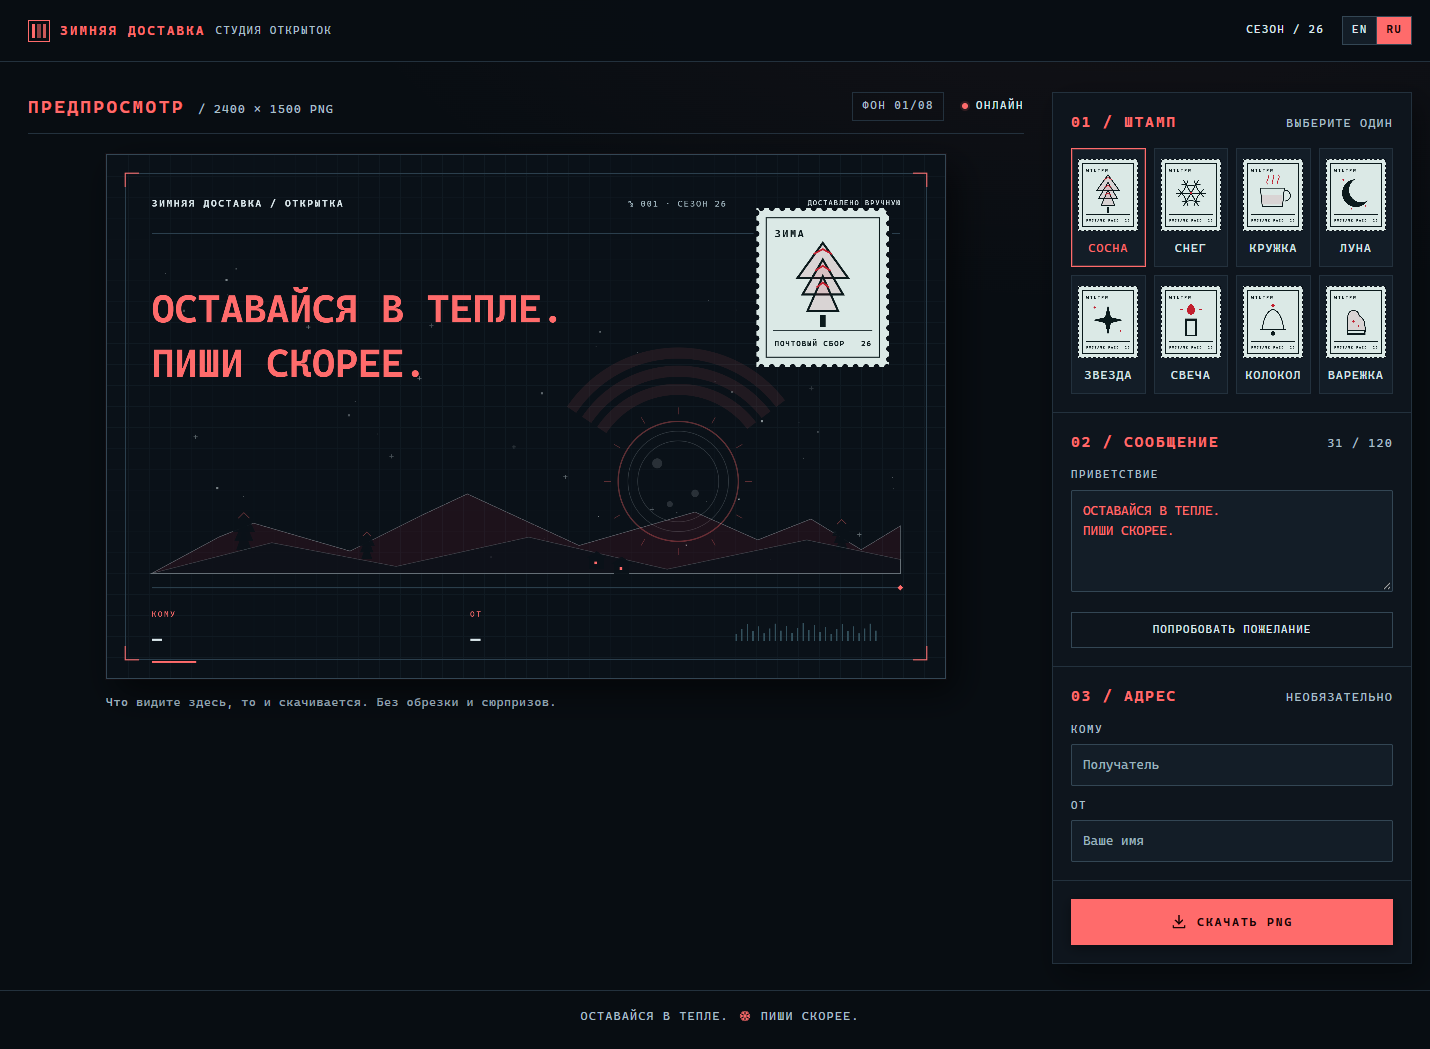 ЗИМНЯЯ ДОСТАВКА СТУДИЯ ОТКРЫТОК
СЕЗОН / 26 EN RU
ПРЕДПРОСМОТР / 2400 × 1500 PNG
ФОН 01/08 ОНЛАЙН
ЗИМНЯЯ ДОСТАВКА / ОТКРЫТКА
001 · СЕЗОН 26
ДОСТАВЛЕНО ВРУЧНУЮ
ЗИМА
ПОЧТОВЫЙ СБОР 26
ОСТАВАЙСЯ В ТЕПЛЕ.
ПИШИ СКОРЕЕ.
КОМУ ОТ
— —
Что видите здесь, то и скачивается. Без обрезки и сюрпризов.
01 / ШТАМП ВЫБЕРИТЕ ОДИН
СОСНА СНЕГ КРУЖКА ЛУНА
ЗВЕЗДА СВЕЧА КОЛОКОЛ ВАРЕЖКА
02 / СООБЩЕНИЕ 31 / 120
ПРИВЕТСТВИЕ
ОСТАВАЙСЯ В ТЕПЛЕ.
ПИШИ СКОРЕЕ.
ПОПРОБОВАТЬ ПОЖЕЛАНИЕ
03 / АДРЕС НЕОБЯЗАТЕЛЬНО
КОМУ
Получатель
ОТ
Ваше имя
СКАЧАТЬ PNG
ОСТАВАЙСЯ В ТЕПЛЕ. ПИШИ СКОРЕЕ.